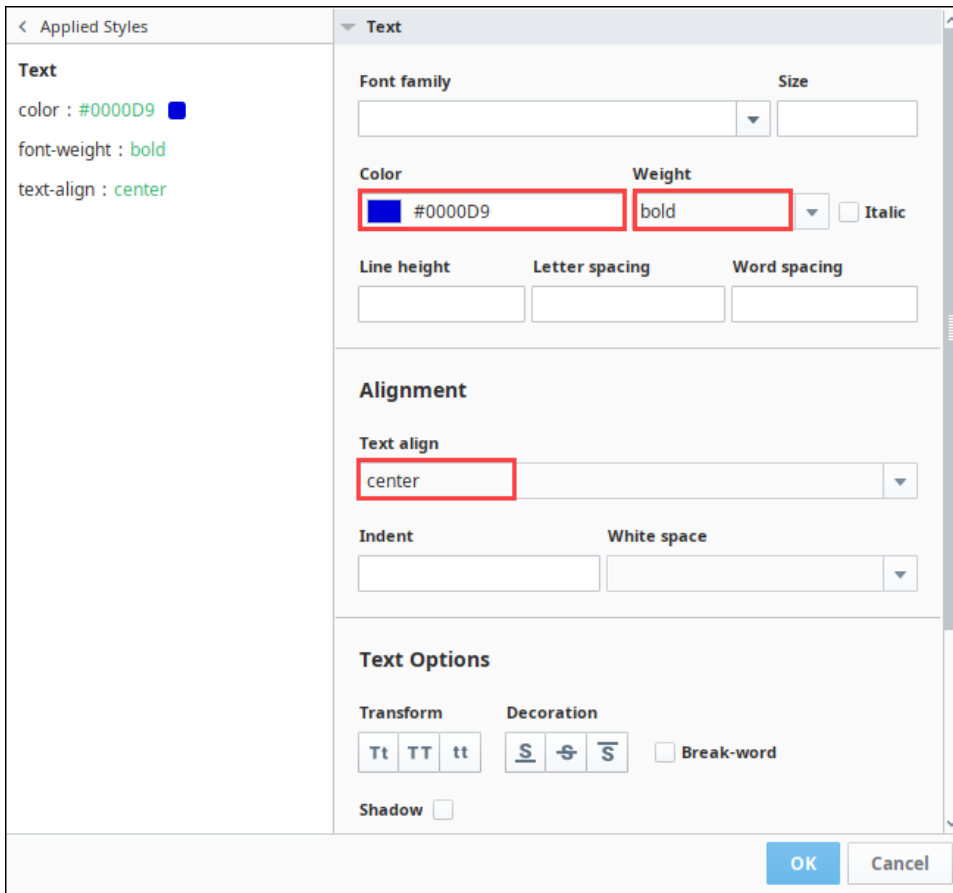 Applied Styles
Text
color : #0000D9
font-weight : bold
text-align : center
Text
Font family Size
Color Weight
#0000D9 bold Italic
Line height Letter spacing Word spacing
Alignment
Text align
center
Indent White space
Text Options
Transform Decoration
Tt TT tt S S S Break-word
Shadow
OK Cancel